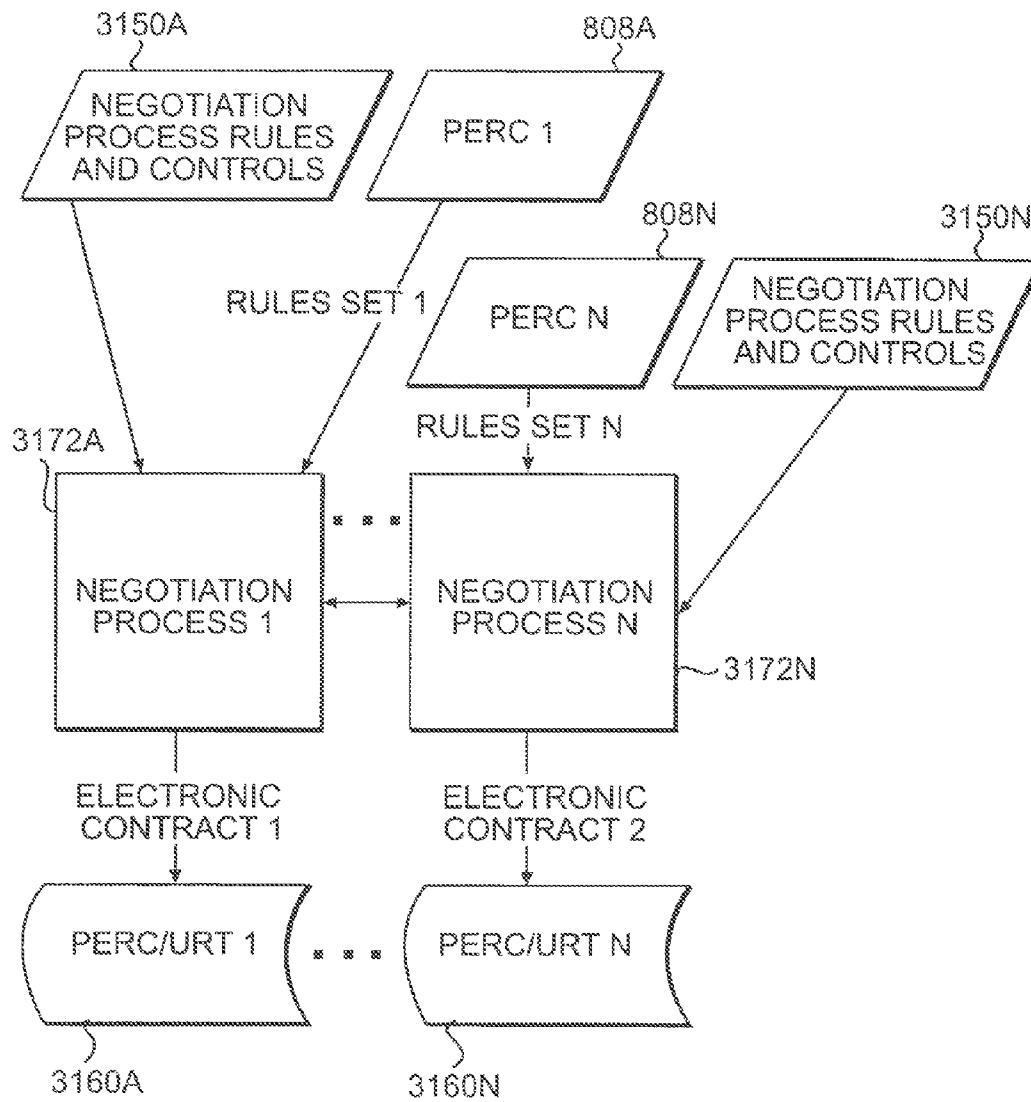 3150A
808A
NEGOTIATION
PROCESS RULES
AND CONTROLS
PERC 1
808N
3150N
RULES SET 1
PERC N
NEGOTIATION
PROCESS RULES
AND CONTROLS
RULES SET N
3172A
NEGOTIATION
PROCESS 1
NEGOTIATION
PROCESS N
3172N
ELECTRONIC
CONTRACT 1
ELECTRONIC
CONTRACT 2
PERC/URT 1
PERC/URT N
3160A
3160N